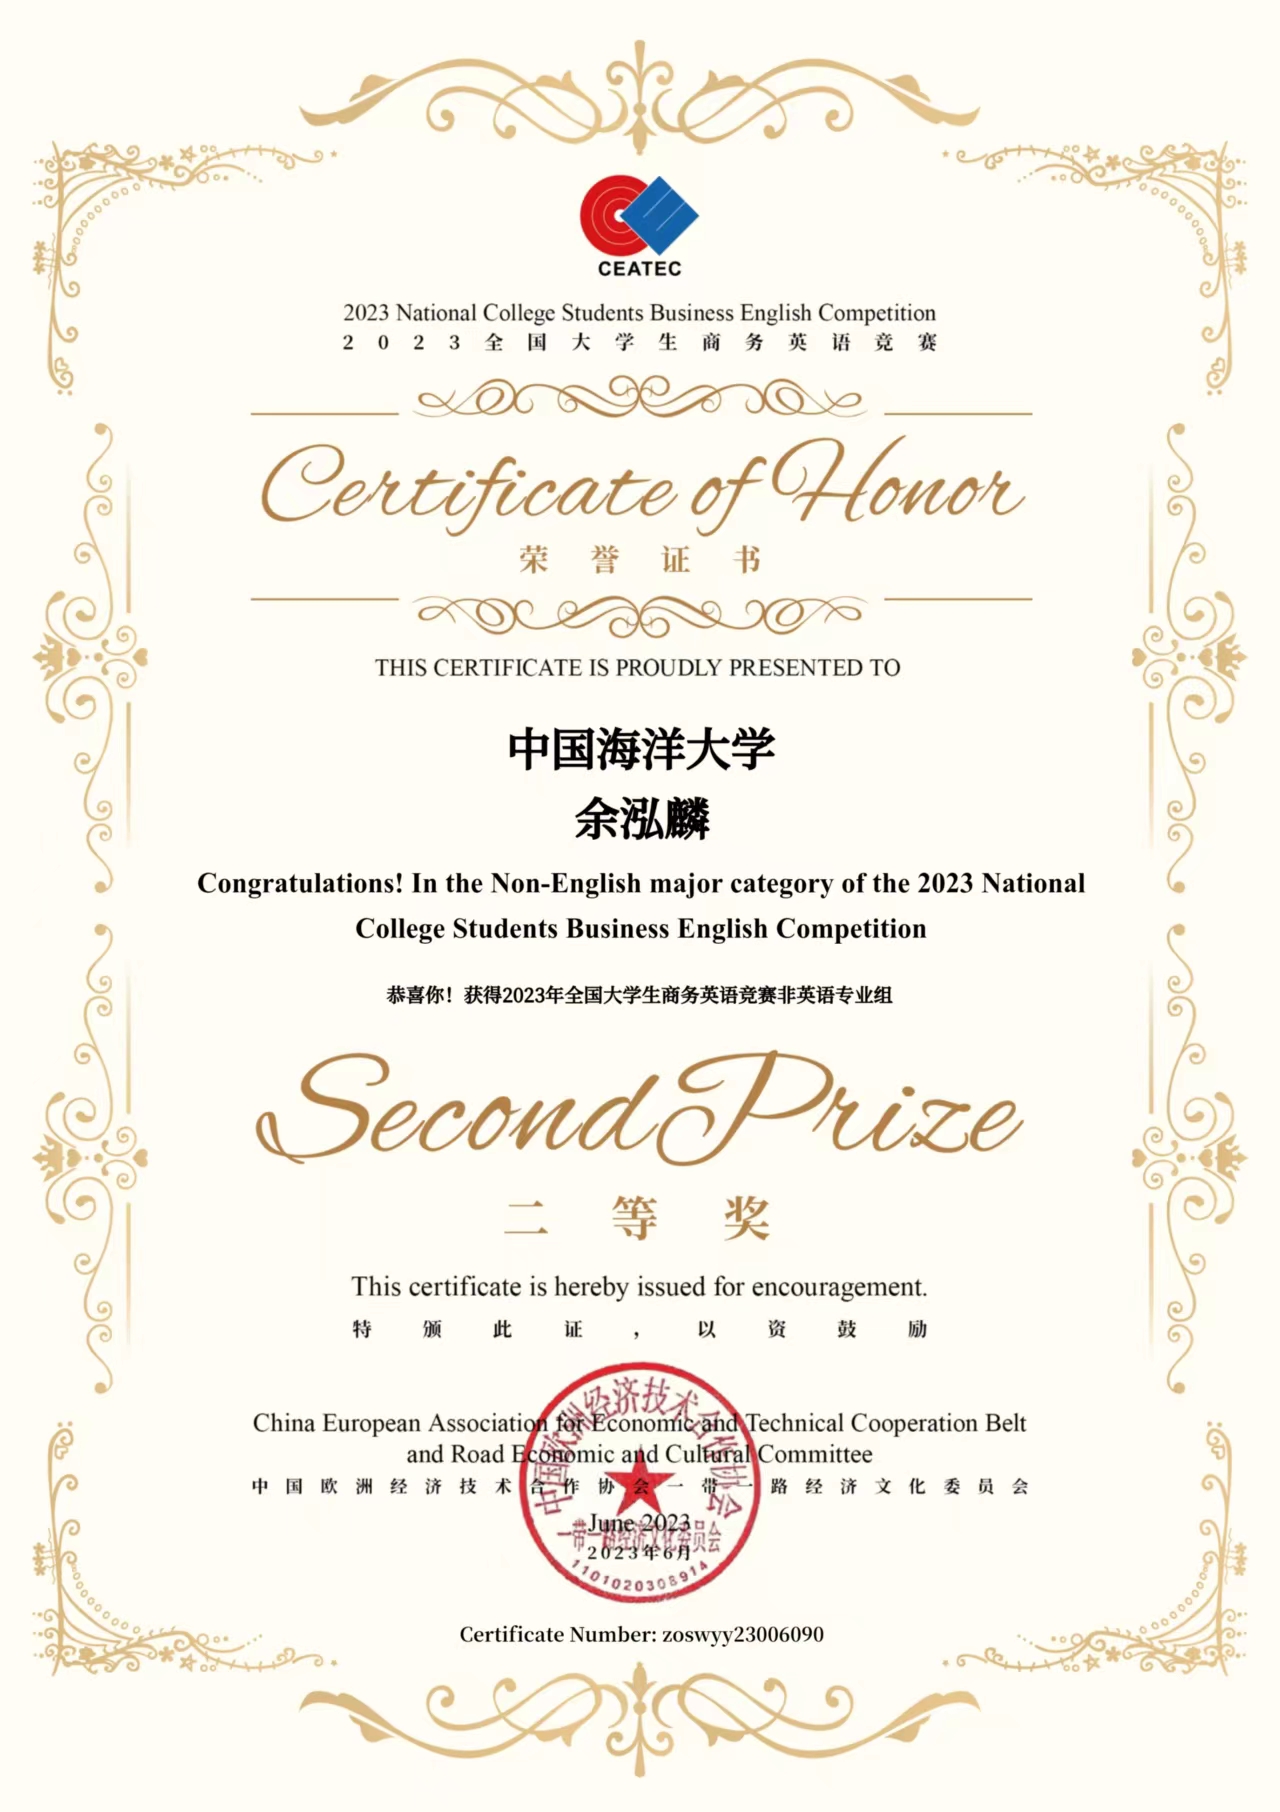 CEATEC
2023 National College Students Business English Competition
2023全国大学生商务英语竞赛
Certificate of Honor
荣誉证书
THIS CERTIFICATE IS PROUDLY PRESENTED TO
中国海洋大学
余泓麟
Congratulations! In the Non-English major category of the 2023 National
College Students Business English Competition
恭喜你！获得2023年全国大学生商务英语竞赛非英语专业组
Second Prize
二等奖
This certificate is hereby issued for encouragement.
特颁此证，以资鼓励
China European Association for Economic and Technical Cooperation Belt
and Road Economic and Cultural Committee
中国欧洲经济技术合作协会一带一路经济文化委员会
June 2023
2023年6月
中国欧洲经济技术合作协会
一带一路经济文化委员会
1101020308914
Certificate Number: zoswyy23006090